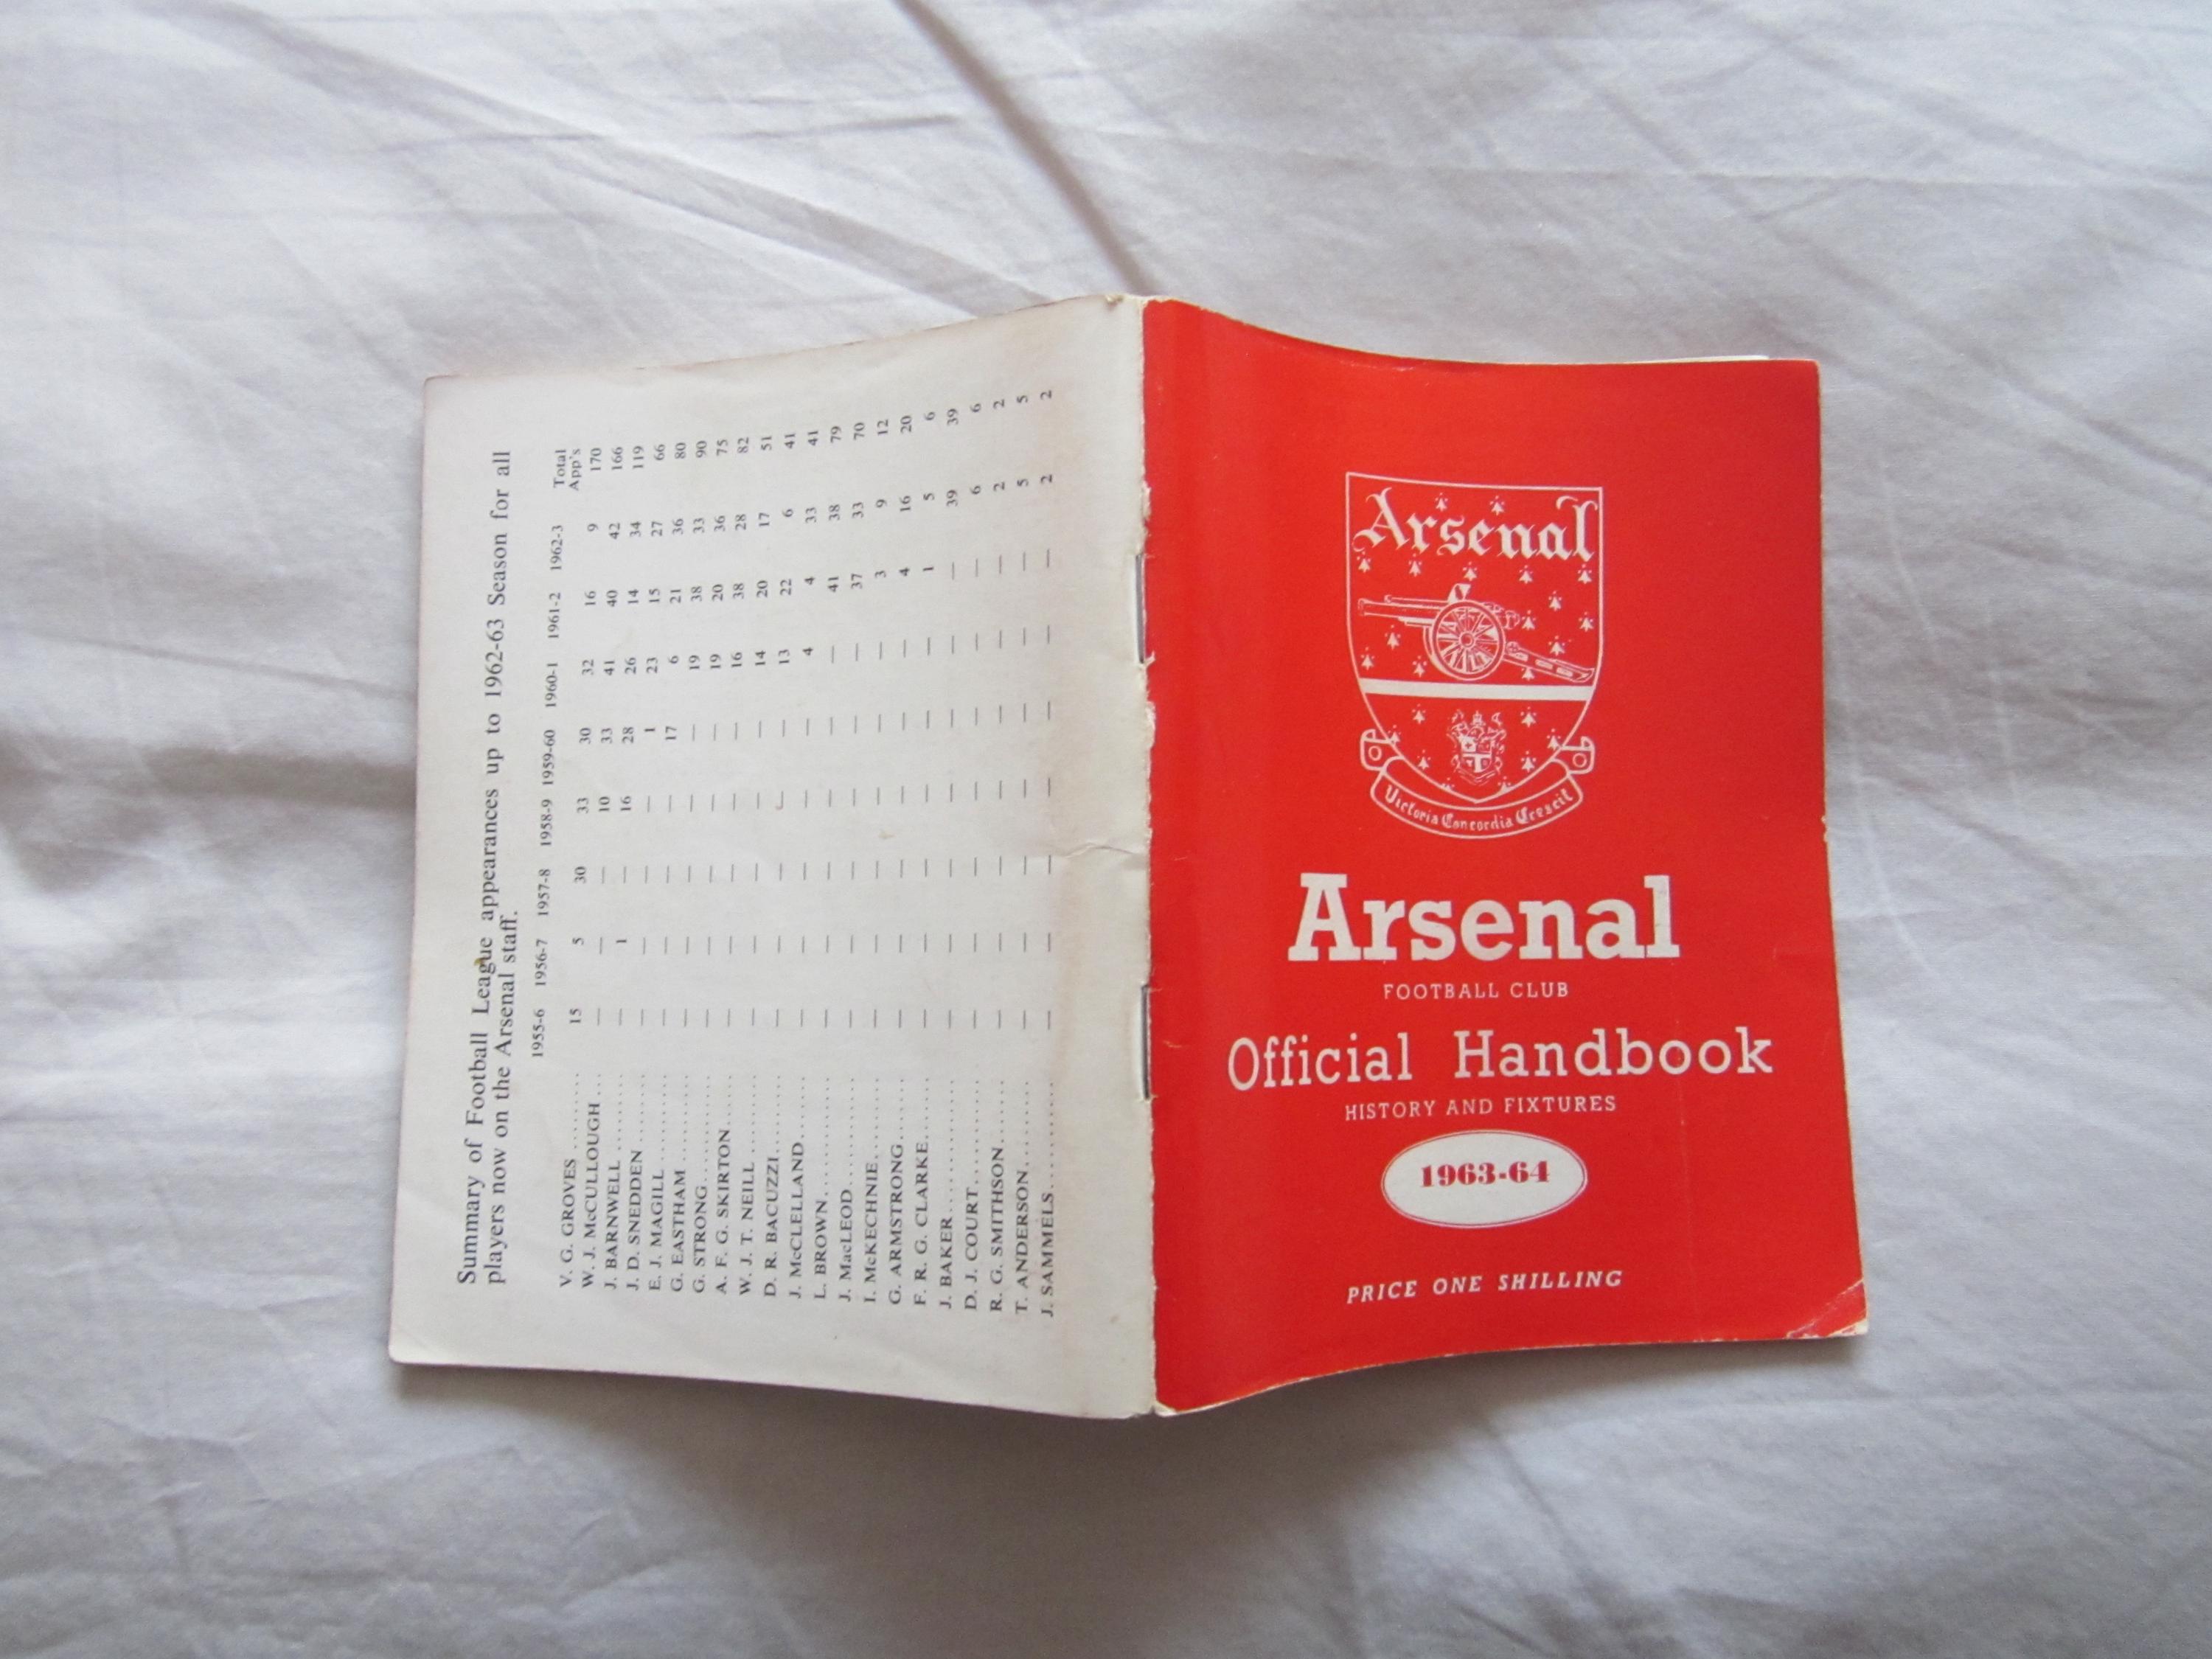 Summary of Football League appearances up to 1962-63 Season for all
players now on the Arsenal staff.
1955-6 1956-7 1957-8 1958-9 1959-60 1960-1 1961-2 1962-3 Total App's
V. G. GROVES ........ 15 5 30 33 30 32 16 9 170
W. J. McCULLOUGH ... — — — 10 33 41 40 42 166
J. BARNWELL ........ — 1 — 16 28 26 14 34 119
J. D. SNEDDEN ........ — — — — 1 23 15 27 66
E. J. MAGILL ........ — — — — 17 6 21 36 80
G. EASTHAM ........ — — — — — 19 38 33 90
G. STRONG ........ — — — — — 19 20 36 75
A. F. G. SKIRTON ..... — — — — — 16 38 28 82
W. J. T. NEILL ........ — — — — — 14 20 17 51
D. R. BACUZZI ........ — — — — — 13 22 6 41
J. McCLELLAND ...... — — — — — 4 4 33 41
L. BROWN ........ — — — — — — 41 38 79
J. MacLEOD ........ — — — — — — 37 33 70
I. McKECHNIE ........ — — — — — — 3 9 12
G. ARMSTRONG ...... — — — — — — 4 16 20
F. R. G. CLARKE ...... — — — — — — 1 5 6
J. BAKER ........ — — — — — — — 39 39
D. J. COURT ........ — — — — — — — 6 6
R. G. SMITHSON ...... — — — — — — — 2 2
T. ANDERSON ........ — — — — — — — 5 5
J. SAMMELS ........ — — — — — — — 2 2
Arsenal
Victoria Concordia Crescit
Arsenal
FOOTBALL CLUB
Official Handbook
HISTORY AND FIXTURES
1963-64
PRICE ONE SHILLING